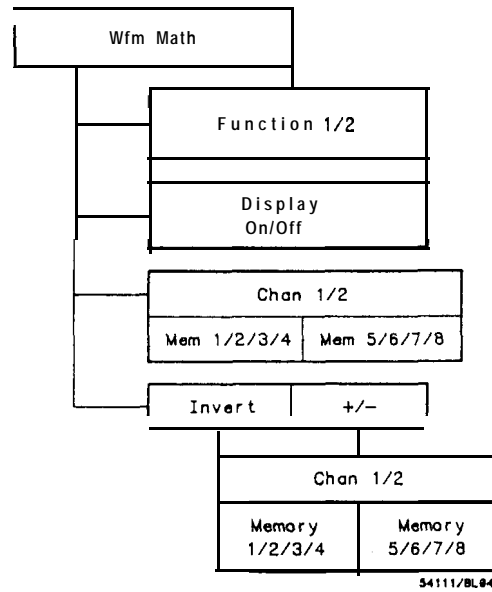 Wfm Math
Function 1/2
Display
On/Off
Chan 1/2
Mem 1/2/3/4 Mem 5/6/7/8
Invert +/-
Chan 1/2
Memory Memory
1/2/3/4 5/6/7/8
54111/BL04